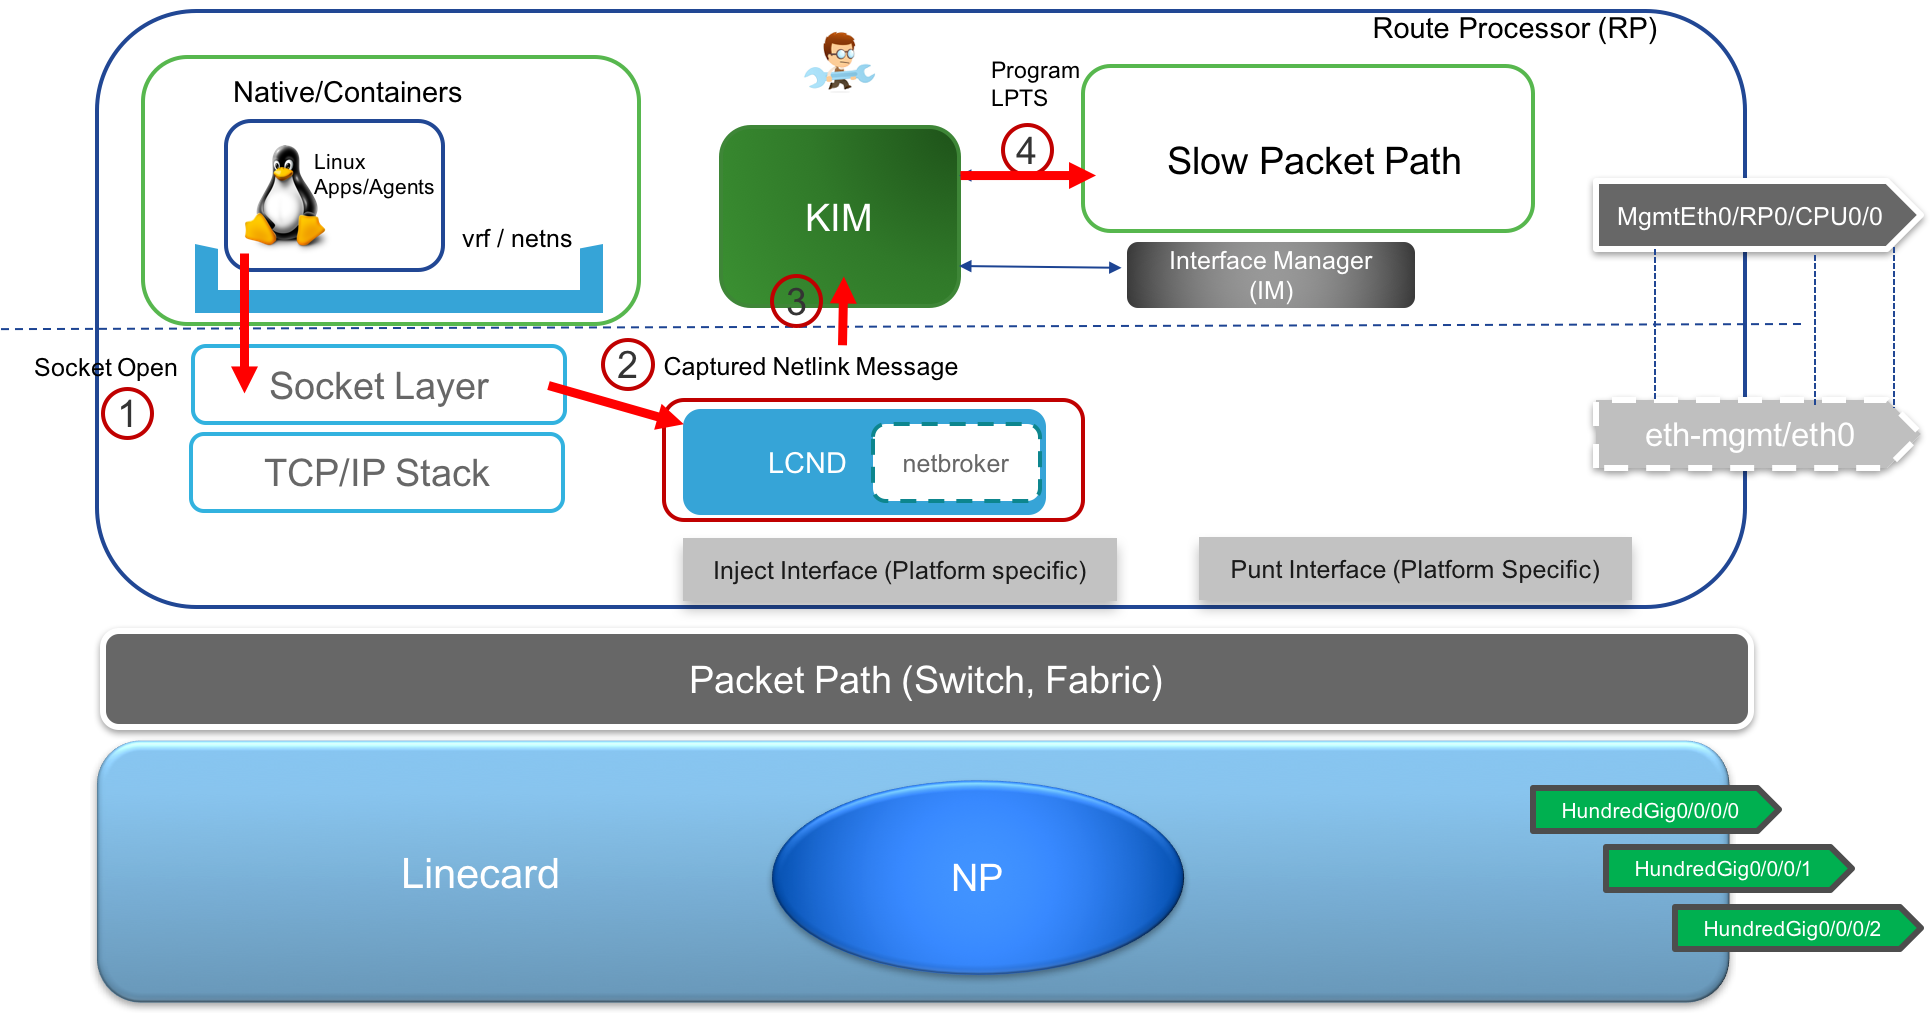 Route Processor (RP)
Native/Containers
Linux
Apps/Agents
vrf / netns
KIM
Program
LPTS
4
Slow Packet Path
Interface Manager
(IM)
MgmtEth0/RP0/CPU0/0
3
Socket Open
1
Socket Layer
2
Captured Netlink Message
TCP/IP Stack
LCND
netbroker
eth-mgmt/eth0
Inject Interface (Platform specific)
Punt Interface (Platform Specific)
Packet Path (Switch, Fabric)
Linecard
NP
HundredGig0/0/0/0
HundredGig0/0/0/1
HundredGig0/0/0/2